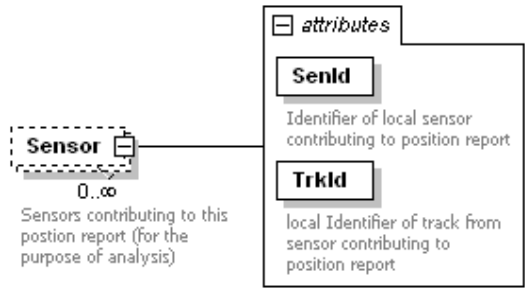 attributes
SenId
Identifier of local sensor
contributing to position report
Sensor
0..∞
Sensors contributing to this
postion report (for the
purpose of analysis)
TrkId
local Identifier of track from
sensor contributing to
position report